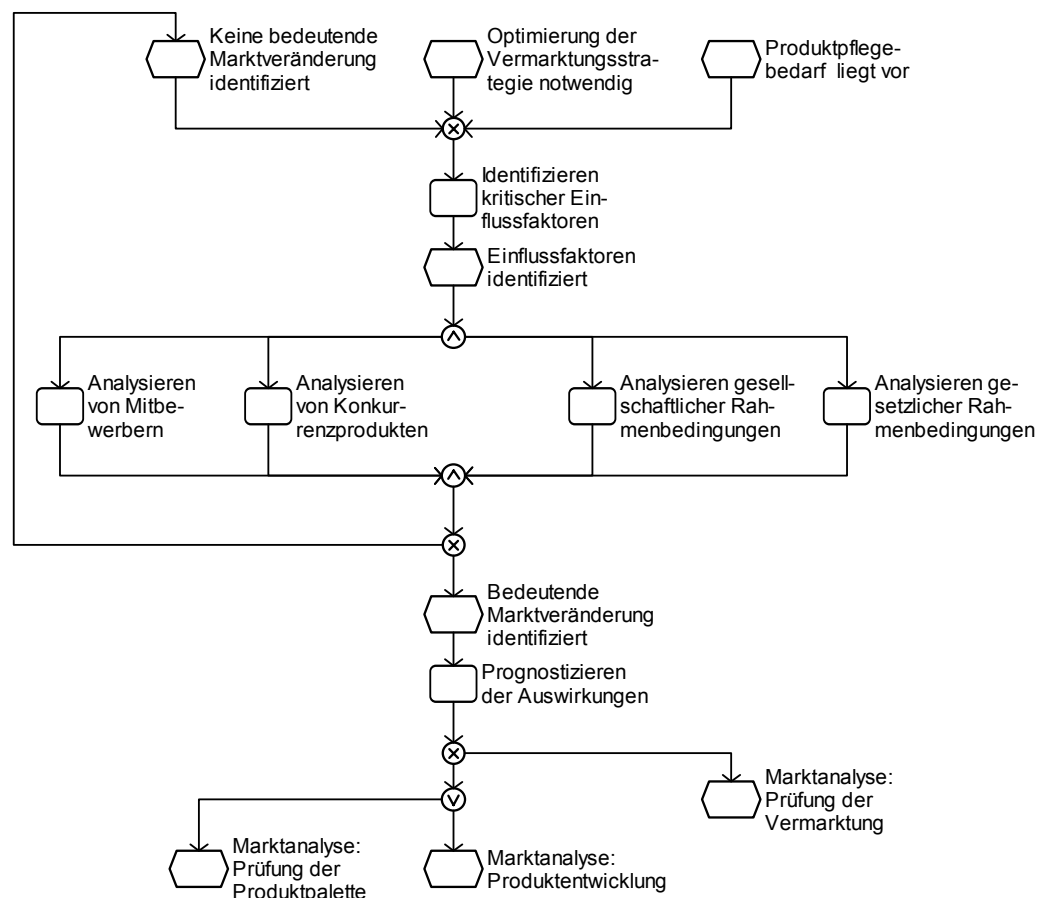 Keine bedeutende
Marktveränderung
identifiziert
Optimierung der
Vermarktungsstra-
tegie notwendig
Produktpflege-
bedarf liegt vor
Identifizieren
kritischer Ein-
flussfaktoren
Einflussfaktoren
identifiziert
Analysieren
von Mitbe-
werbern
Analysieren
von Konkur-
renzprodukten
Analysieren gesell-
schaftlicher Rah-
menbedingungen
Analysieren ge-
setzlicher Rah-
menbedingungen
Bedeutende
Marktveränderung
identifiziert
Prognostizieren
der Auswirkungen
Marktanalyse:
Prüfung der
Vermarktung
Marktanalyse:
Prüfung der
Produktpalette
Marktanalyse:
Produktentwicklung